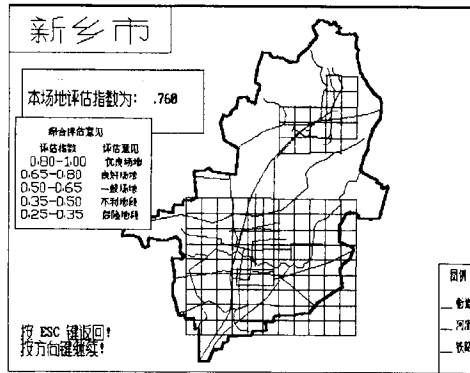 新乡市
本场地评估指数为： .760
综合评估意见
评估指数 评估意见
0.80-1.00 优良场地
0.65-0.80 良好场地
0.50-0.65 一般场地
0.35-0.50 不利地段
0.25-0.35 危险地段
按 ESC 键返回!
按方向键继续!
图例
铁路